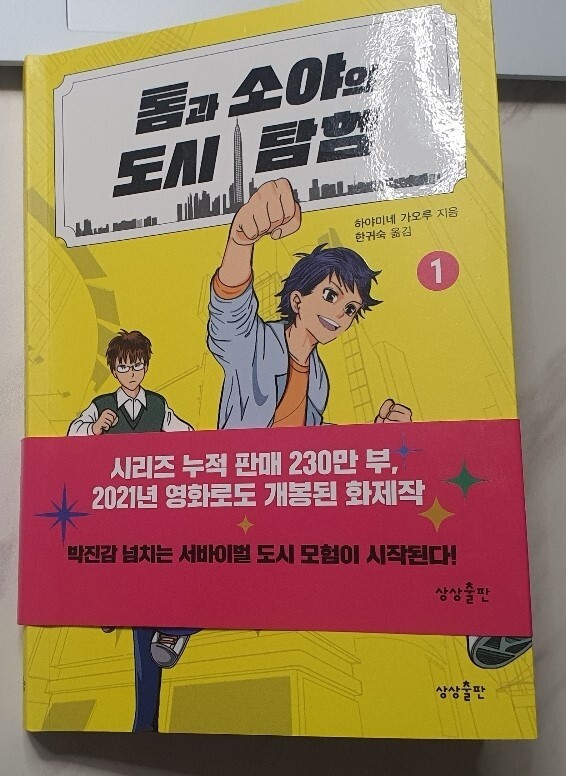 톰과 소야의
도시 탐험
하야미네 가오루 지음
한귀숙 옮김
1
시리즈 누적 판매 230만 부,
2021년 영화로도 개봉된 화제작
박진감 넘치는 서바이벌 도시 모험이 시작된다!
상상출판
상상출판